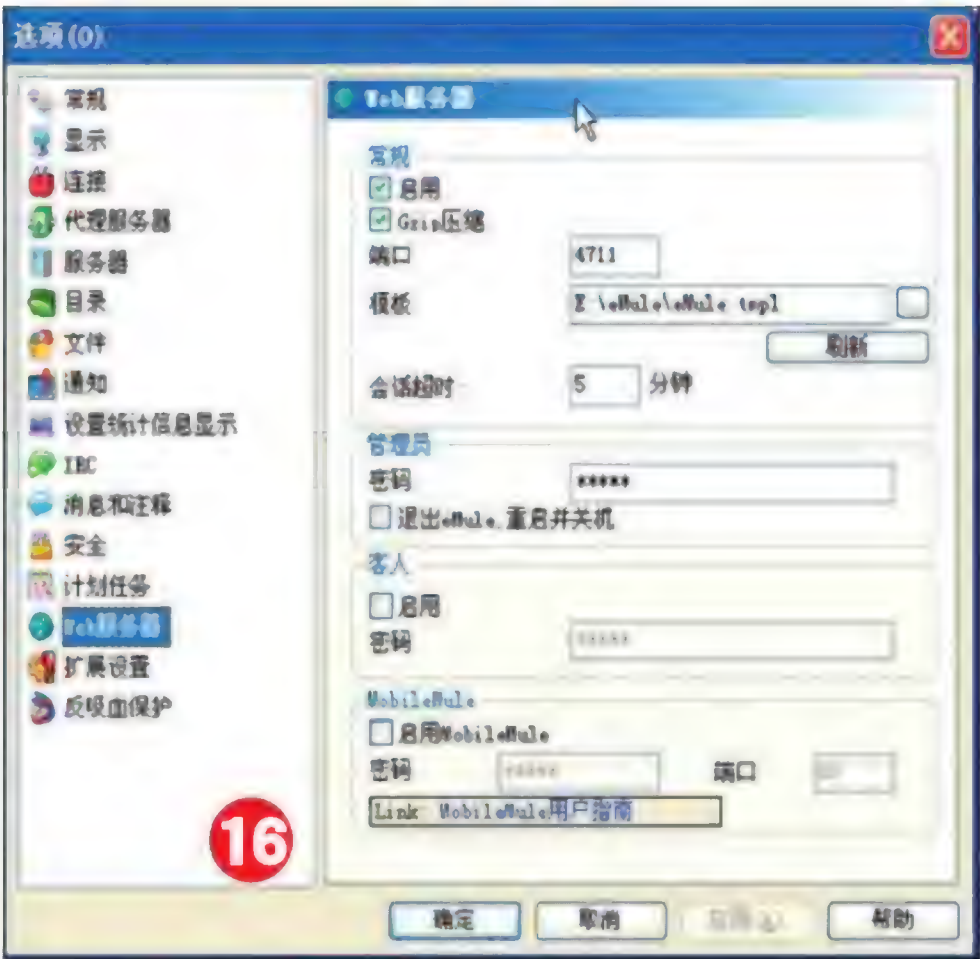 选项(O)
常规
显示
连接
代理服务器
服务器
目录
文件
通知
设置统计信息显示
IRC
消息和注释
安全
计划任务
Web服务器
扩展设置
反吸血保护
16
Web服务器
常规
启用
Gzip压缩
端口 4711
模板 E:\eMule\eMule.tmpl
刷新
会话超时 5 分钟
管理员
密码 *****
退出eMule,重启并关机
客人
启用
密码 *****
MobileMule
启用MobileMule
密码 ***** 端口
Link: MobileMule用户指南
确定 取消 帮助